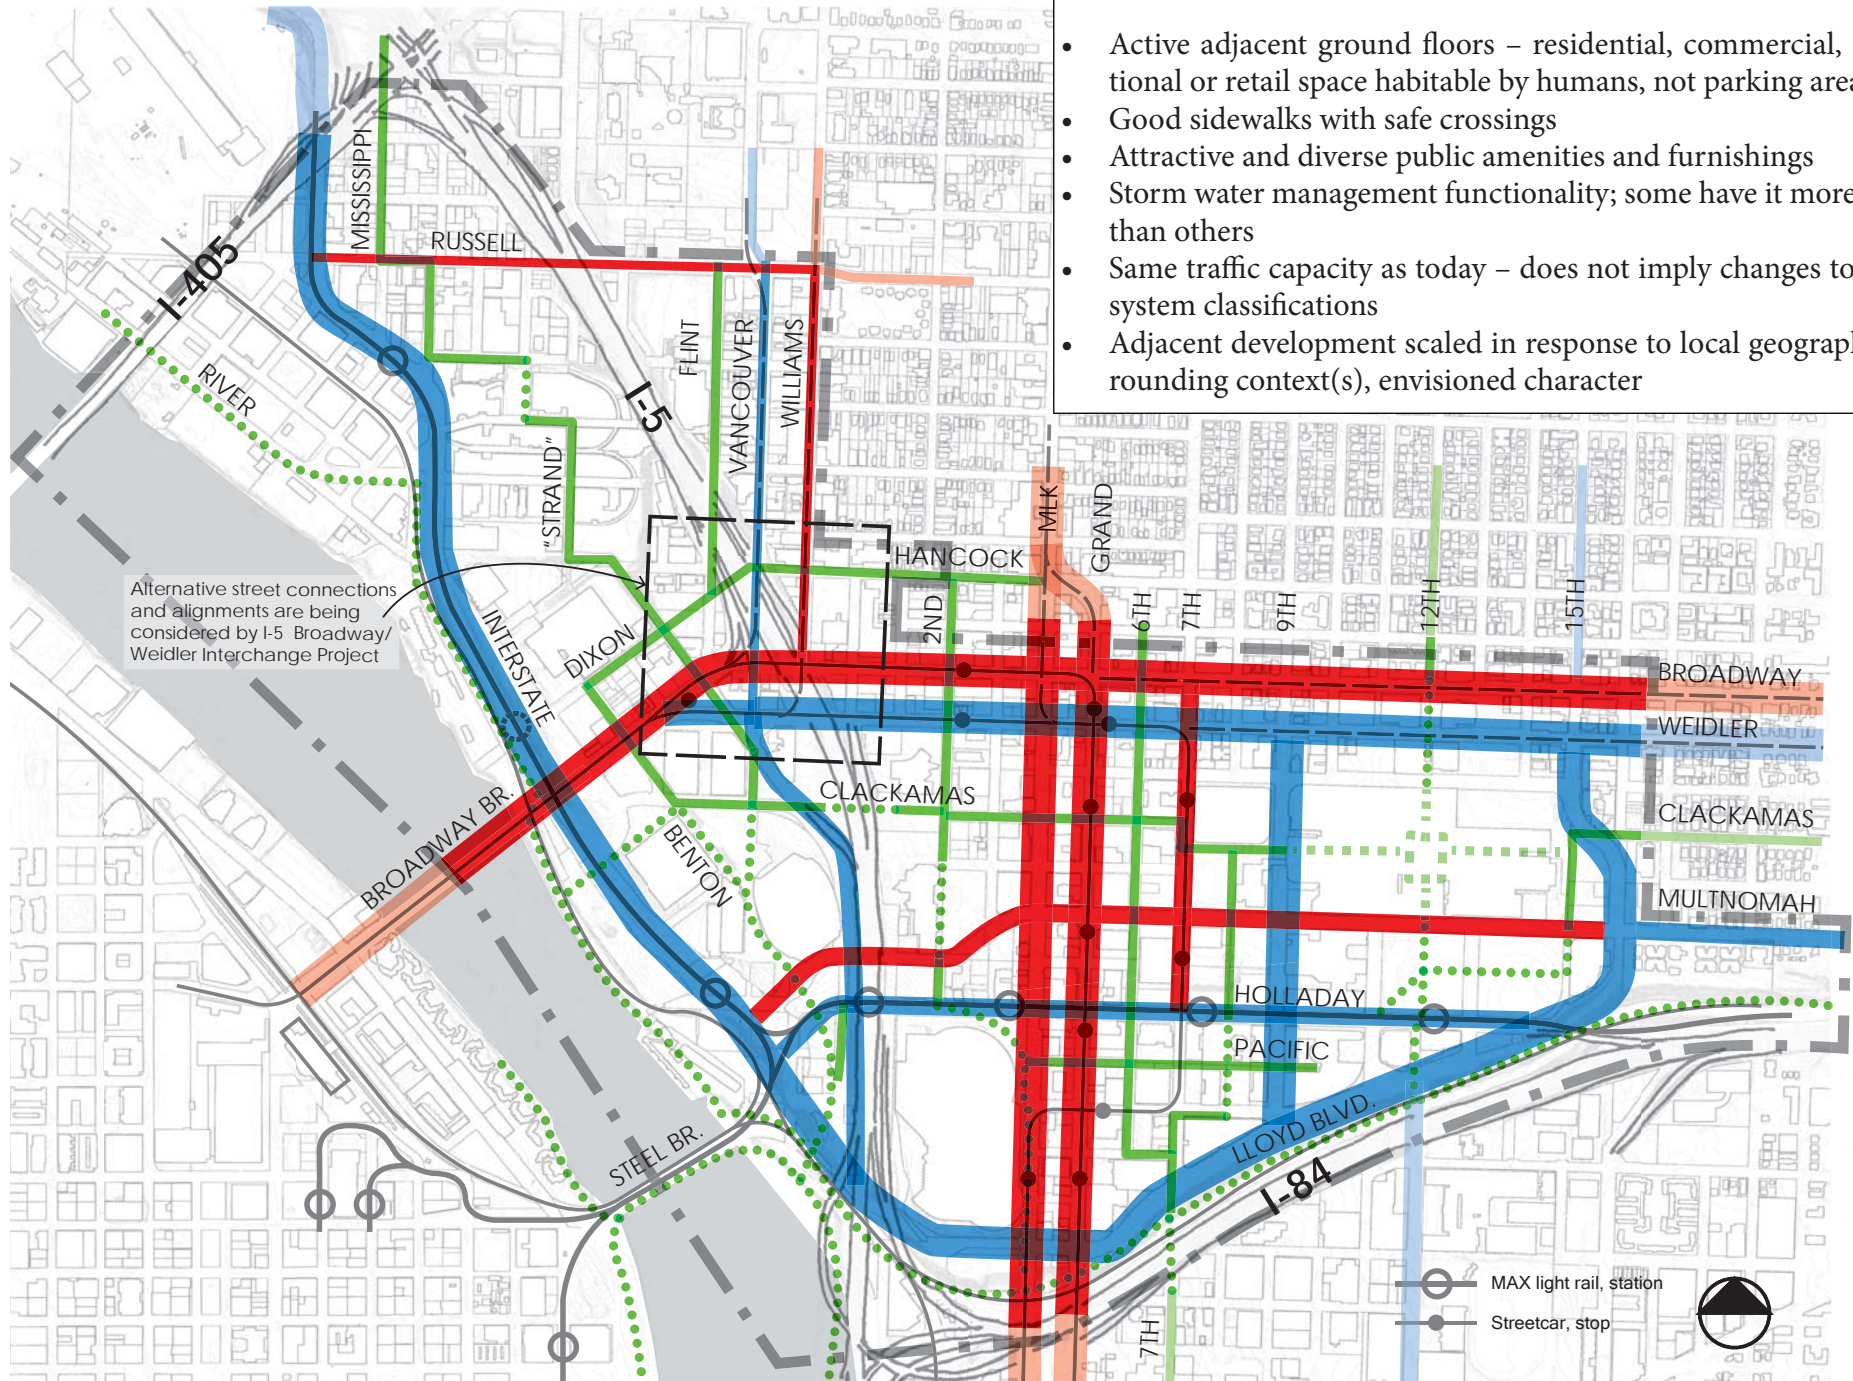 • Active adjacent ground floors – residential, commercial,
tional or retail space habitable by humans, not parking area
• Good sidewalks with safe crossings
• Attractive and diverse public amenities and furnishings
• Storm water management functionality; some have it more
than others
• Same traffic capacity as today – does not imply changes to
system classifications
• Adjacent development scaled in response to local geograph
rounding context(s), envisioned character
MISSISSIPPI
RUSSELL
I-405
RIVER
I-5
FLINT
VANCOUVER
WILLIAMS
"STRAND"
MLK
GRAND
HANCOCK
Alternative street connections
and alignments are being
considered by I-5 Broadway/
Weidler Interchange Project
INTERSTATE
DIXON
2ND
6TH
7TH
9TH
12TH
15TH
BROADWAY
WEIDLER
CLACKAMAS
CLACKAMAS
BROADWAY BR.
BENTON
MULTNOMAH
HOLLADAY
PACIFIC
LLOYD BLVD.
STEEL BR.
I-84
7TH
MAX light rail, station
Streetcar, stop